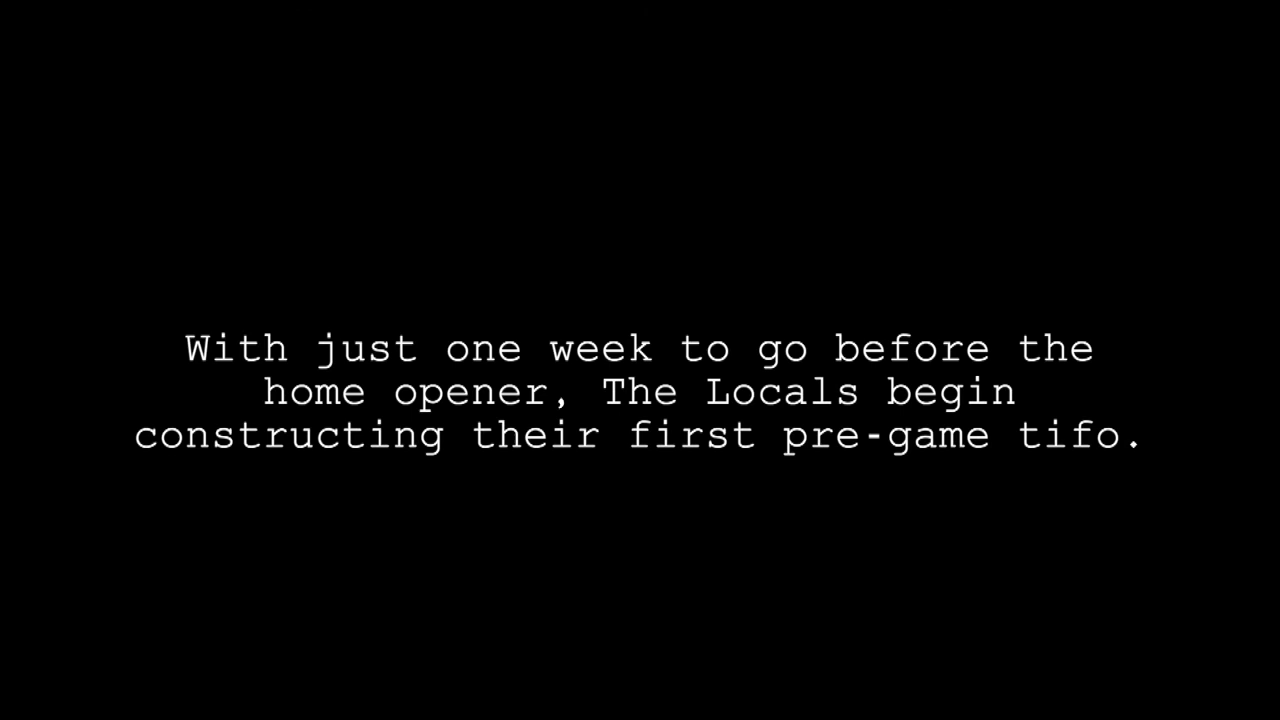 With just one week to go before the
home opener, The Locals begin
constructing their first pre-game tifo.